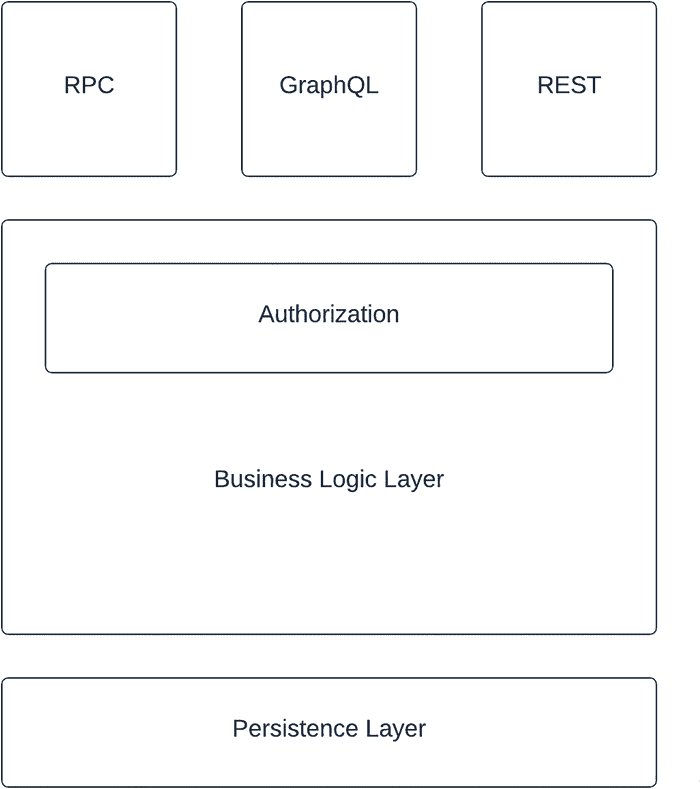 RPC
GraphQL
REST
Authorization
Business Logic Layer
Persistence Layer